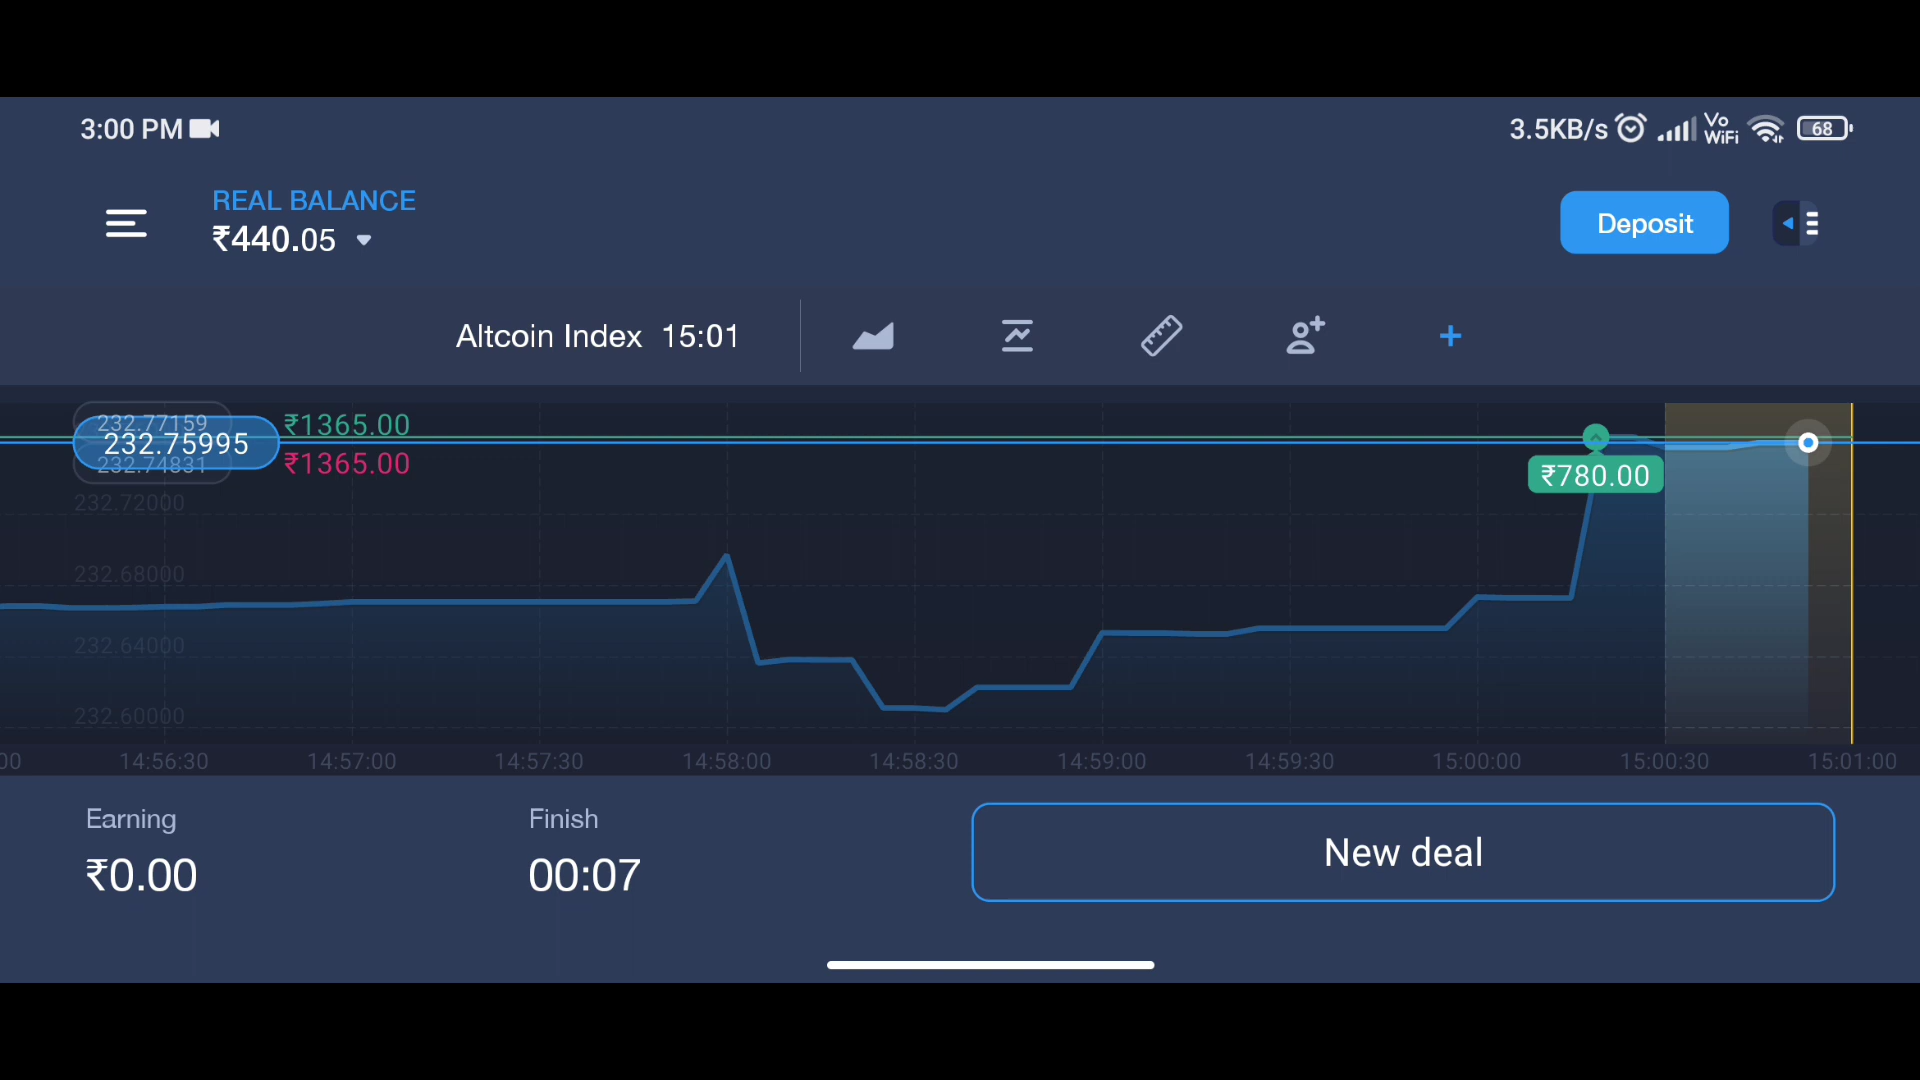 3:00 PM
3.5KB/s Vo WiFi 68
REAL BALANCE
₹440.05
Deposit
Altcoin Index 15:01
232.77159
₹1365.00
232.75995
232.74831
₹1365.00
₹780.00
232.72000
232.68000
232.64000
232.60000
00 14:56:30 14:57:00 14:57:30 14:58:00 14:58:30 14:59:00 14:59:30 15:00:00 15:00:30 15:01:00
Earning
₹0.00
Finish
00:07
New deal